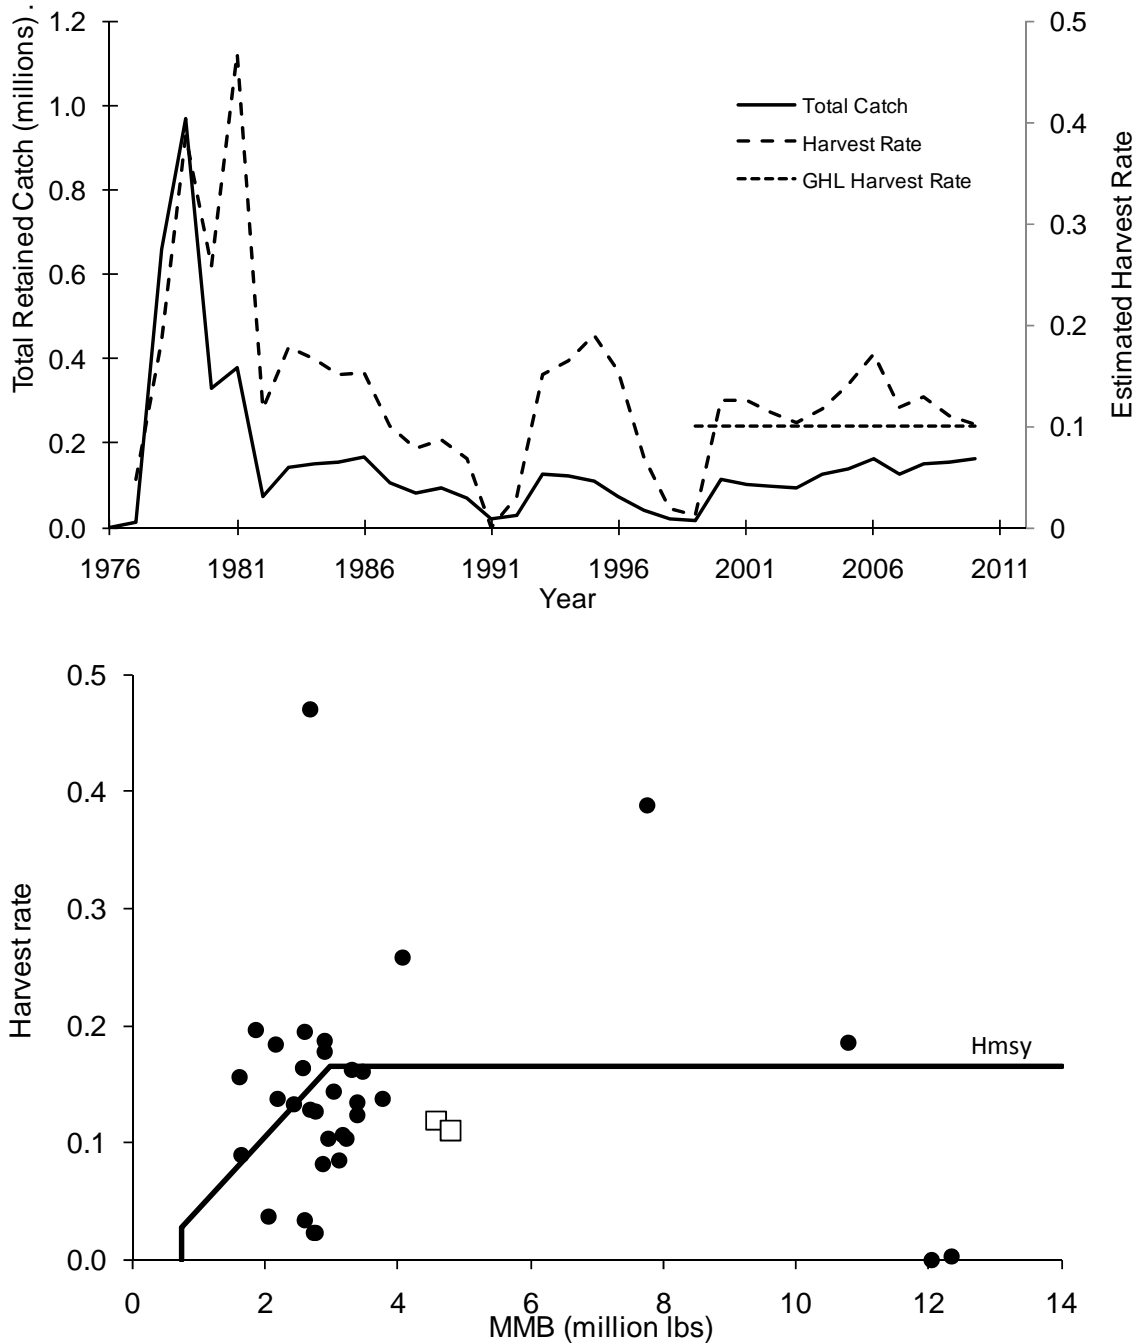 Total Retained Catch (millions) .
1.2
1.0
0.8
0.6
0.4
0.2
0.0
0.5
0.4
0.3
0.2
0.1
0
Estimated Harvest Rate
Total Catch
Harvest Rate
GHL Harvest Rate
1976 1981 1986 1991 1996 2001 2006 2011
Year
Harvest rate
0.5
0.4
0.3
0.2
0.1
0.0
Hmsy
0 2 4 6 8 10 12 14
MMB (million lbs)